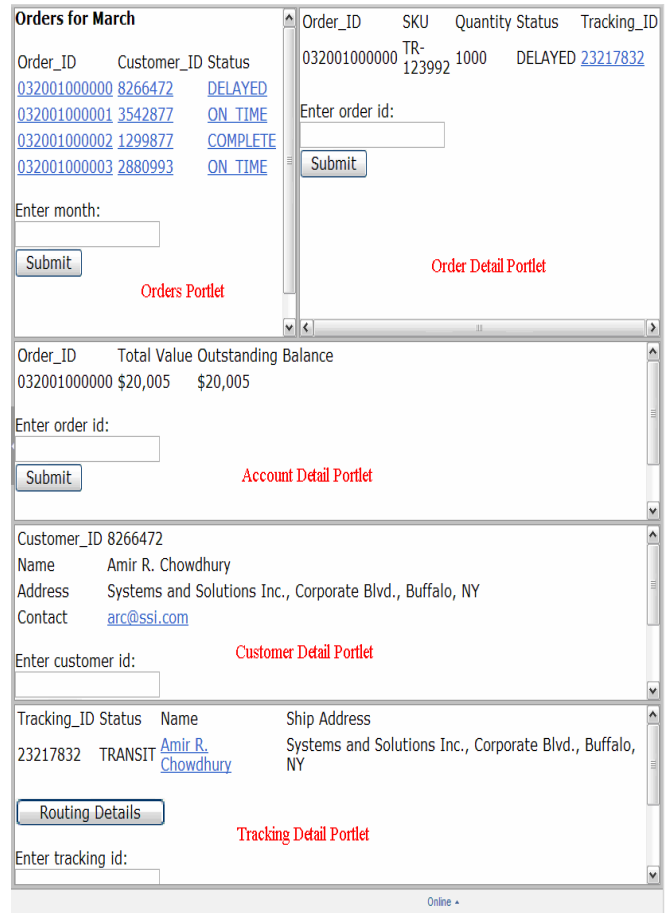 Orders for March
Order_ID Customer_ID Status
032001000000 8266472 DELAYED
032001000001 3542877 ON_TIME
032001000002 1299877 COMPLETE
032001000003 2880993 ON_TIME
Enter month:
Submit
Orders Portlet
Order_ID SKU Quantity Status Tracking_ID
032001000000 TR-123992 1000 DELAYED 23217832
Enter order id:
Submit
Order Detail Portlet
Order_ID Total Value Outstanding Balance
032001000000 $20,005 $20,005
Enter order id:
Submit
Account Detail Portlet
Customer_ID 8266472
Name Amir R. Chowdhury
Address Systems and Solutions Inc., Corporate Blvd., Buffalo, NY
Contact arc@ssi.com
Customer Detail Portlet
Enter customer id:
Tracking_ID Status Name Ship Address
23217832 TRANSIT Amir R. Chowdhury Systems and Solutions Inc., Corporate Blvd., Buffalo, NY
Routing Details
Tracking Detail Portlet
Enter tracking id:
Online